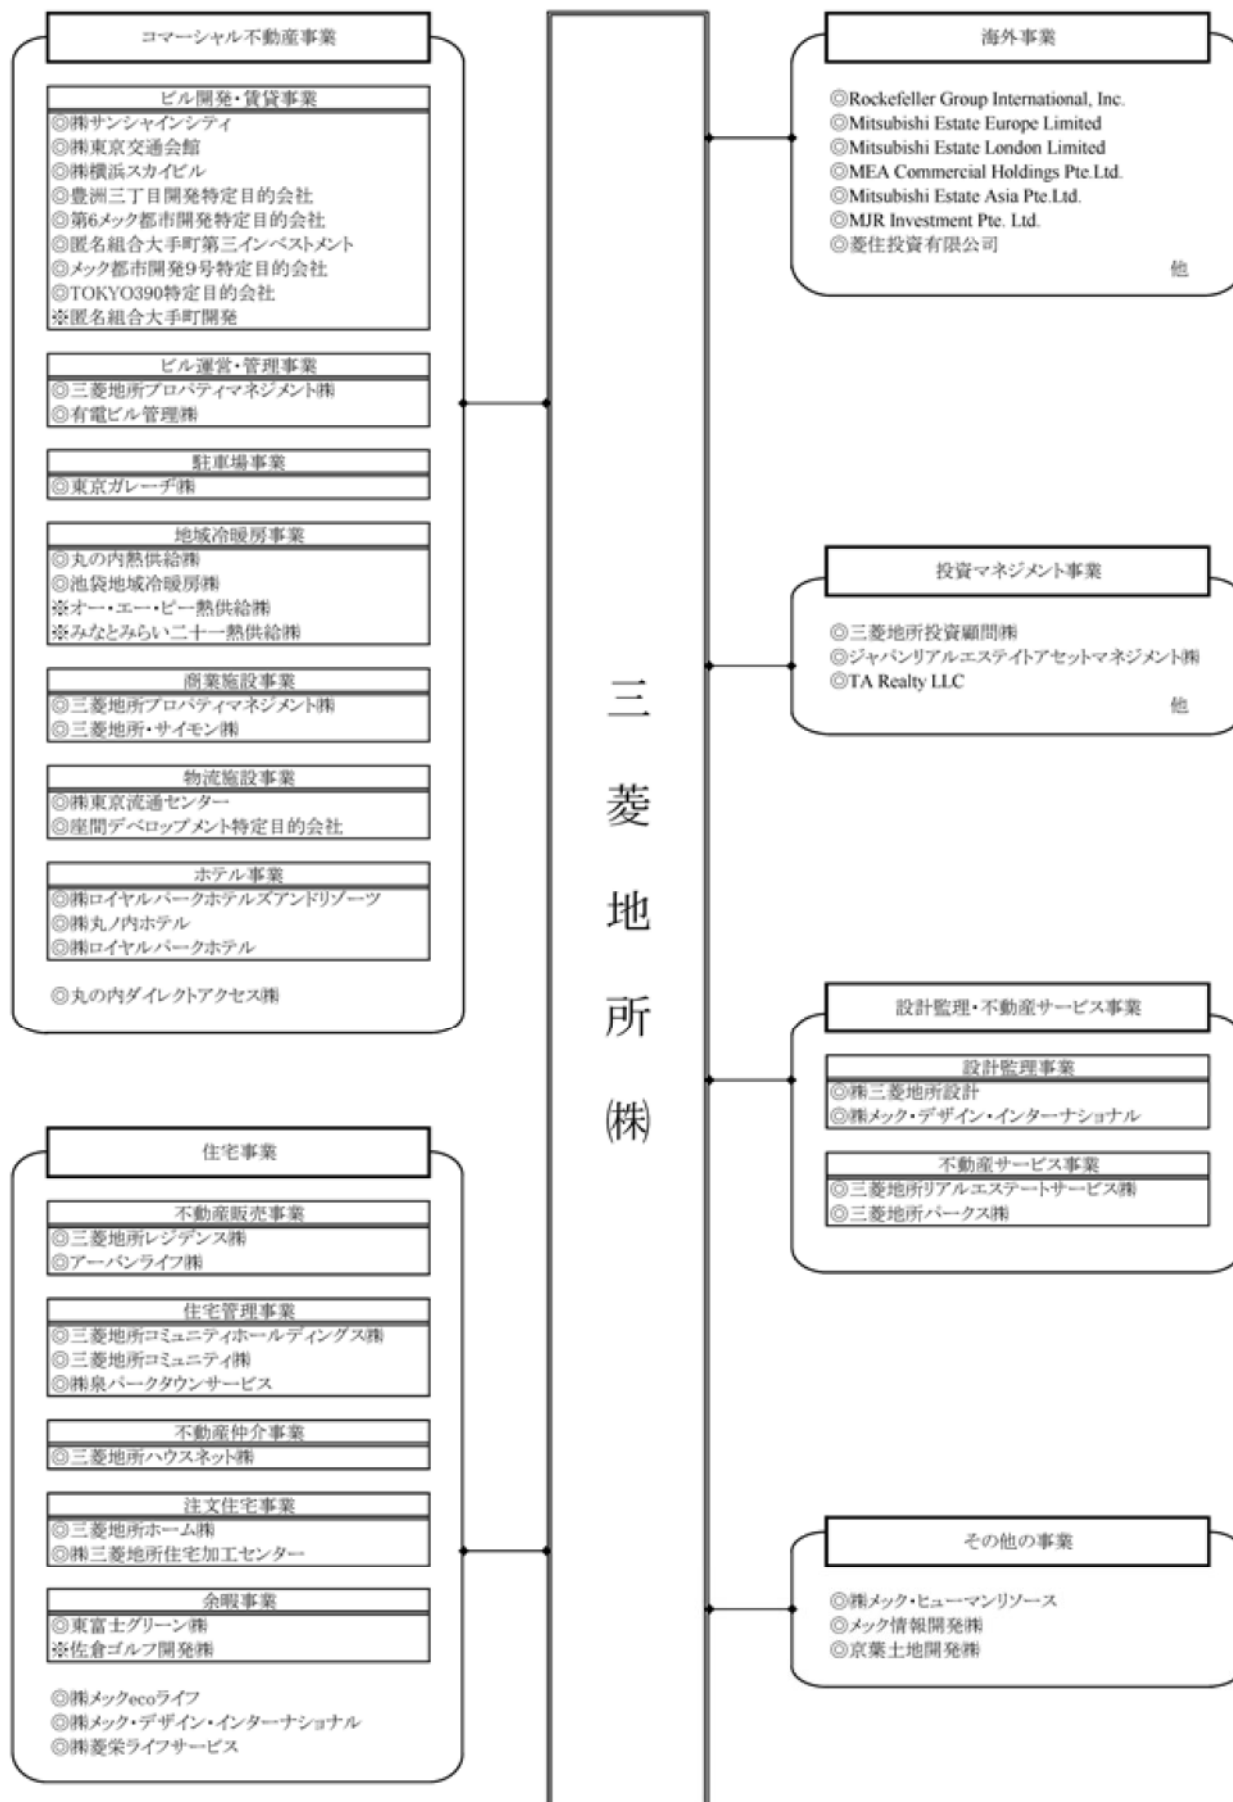 コマーシャル不動産事業
ビル開発・賃貸事業
◎㈱サンシャインシティ
◎㈱東京交通会館
◎㈱横浜スカイビル
◎豊洲三丁目開発特定目的会社
◎第6メック都市開発特定目的会社
◎匿名組合大手町第三インベストメント
◎メック都市開発9号特定目的会社
◎TOKYO390特定目的会社
※匿名組合大手町開発
ビル運営・管理事業
◎三菱地所プロパティマネジメント㈱
◎有電ビル管理㈱
駐車場事業
◎東京ガレーヂ㈱
地域冷暖房事業
◎丸の内熱供給㈱
◎池袋地域冷暖房㈱
※オー・エー・ピー熱供給㈱
※みなとみらい二十一熱供給㈱
商業施設事業
◎三菱地所プロパティマネジメント㈱
◎三菱地所・サイモン㈱
物流施設事業
◎㈱東京流通センター
◎座間デベロップメント特定目的会社
ホテル事業
◎㈱ロイヤルパークホテルズアンドリゾーツ
◎㈱丸ノ内ホテル
◎㈱ロイヤルパークホテル
◎丸の内ダイレクトアクセス㈱
住宅事業
不動産販売事業
◎三菱地所レジデンス㈱
◎アーバンライフ㈱
住宅管理事業
◎三菱地所コミュニティホールディングス㈱
◎三菱地所コミュニティ㈱
◎㈱泉パークタウンサービス
不動産仲介事業
◎三菱地所ハウスネット㈱
注文住宅事業
◎三菱地所ホーム㈱
◎㈱三菱地所住宅加工センター
余暇事業
◎東富士グリーン㈱
※佐倉ゴルフ開発㈱
◎㈱メックecoライフ
◎㈱メック・デザイン・インターナショナル
◎㈱菱栄ライフサービス
三菱地所㈱
海外事業
◎Rockefeller Group International, Inc.
◎Mitsubishi Estate Europe Limited
◎Mitsubishi Estate London Limited
◎MEA Commercial Holdings Pte.Ltd.
◎Mitsubishi Estate Asia Pte.Ltd.
◎MJR Investment Pte. Ltd.
◎菱住投資有限公司
他
投資マネジメント事業
◎三菱地所投資顧問㈱
◎ジャパンリアルエステイトアセットマネジメント㈱
◎TA Realty LLC
他
設計監理・不動産サービス事業
設計監理事業
◎㈱三菱地所設計
◎㈱メック・デザイン・インターナショナル
不動産サービス事業
◎三菱地所リアルエステートサービス㈱
◎三菱地所パークス㈱
その他の事業
◎㈱メック・ヒューマンリソース
◎メック情報開発㈱
◎京葉土地開発㈱